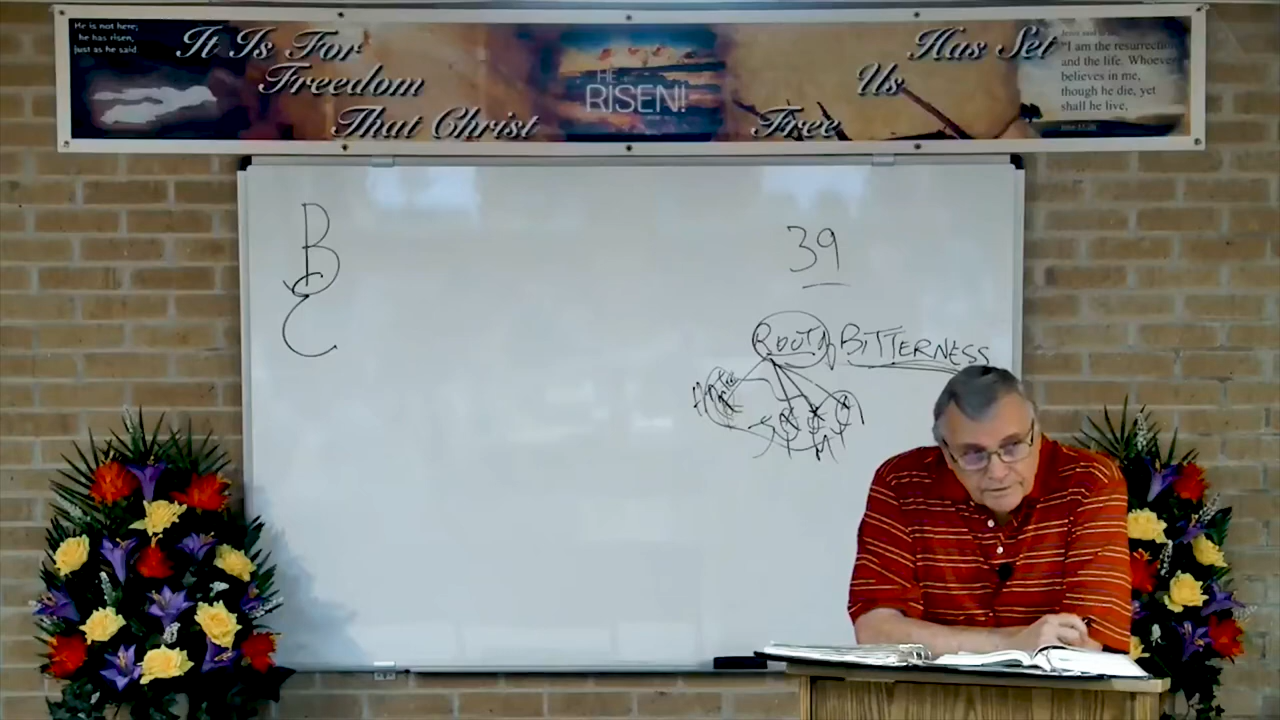 He is not here;
he has risen,
just as he said
It Is For
Freedom
That Christ
HE
RISEN!
Has Set
Us
Free
"I am the resurrection
and the life. Whoever
believes in me,
though he die, yet
shall he live,
B
C
39
ROOT of BITTERNESS